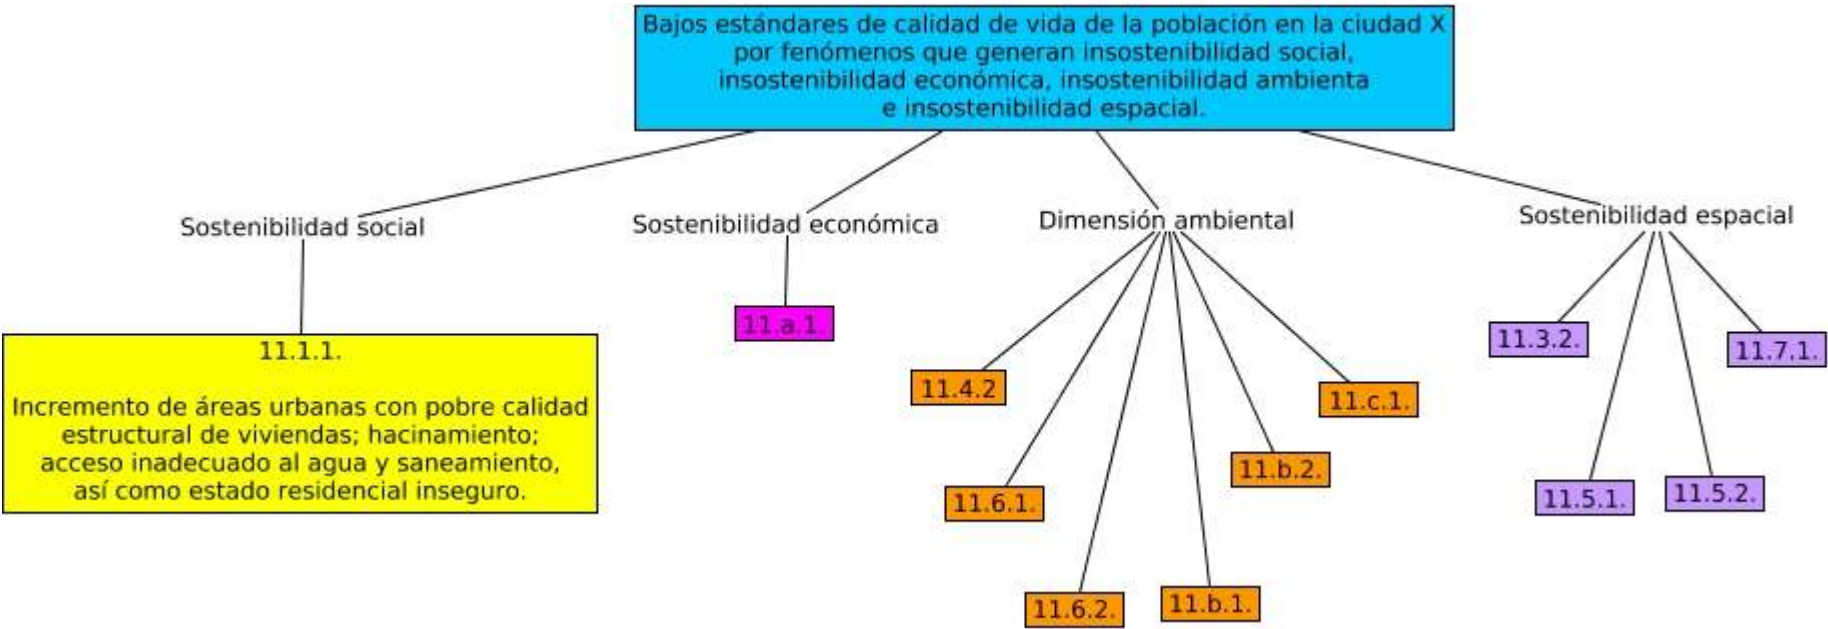 Bajos estándares de calidad de vida de la población en la ciudad X
por fenómenos que generan insostenibilidad social,
insostenibilidad económica, insostenibilidad ambienta
e insostenibilidad espacial.
Sostenibilidad social
Sostenibilidad económica
Dimensión ambiental
Sostenibilidad espacial
11.1.1.
Incremento de áreas urbanas con pobre calidad
estructural de viviendas; hacinamiento;
acceso inadecuado al agua y saneamiento,
así como estado residencial inseguro.
11.a.1.
11.4.2
11.6.1.
11.6.2.
11.b.1.
11.b.2.
11.c.1.
11.3.2.
11.5.1.
11.5.2.
11.7.1.